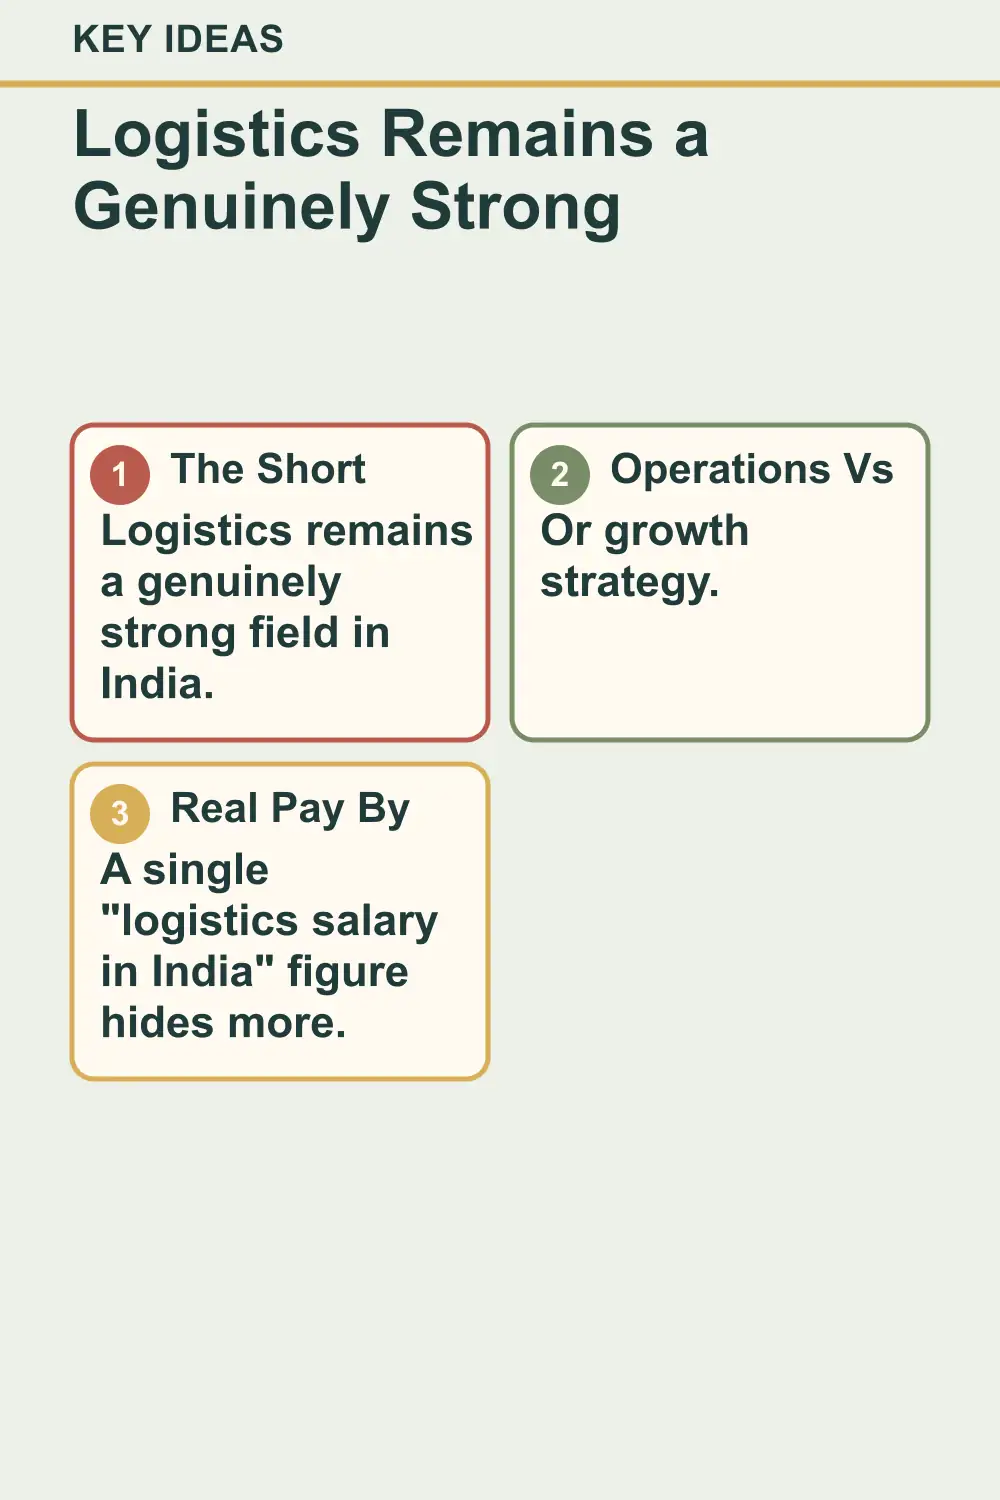 KEY IDEAS
Logistics Remains a
Genuinely Strong
1 The Short
Logistics remains
a genuinely
strong field in
India.
2 Operations Vs
Or growth
strategy.
3 Real Pay By
A single
"logistics salary
in India" figure
hides more.